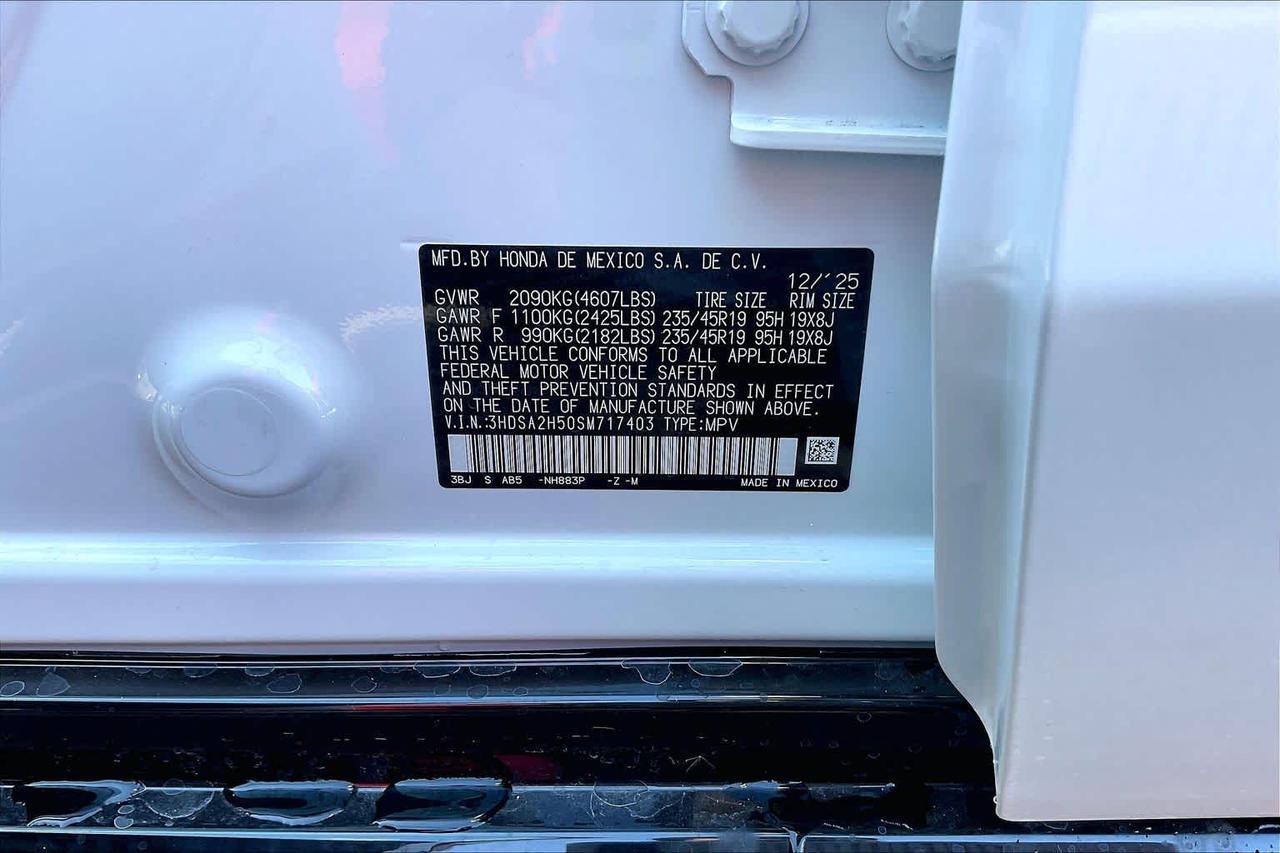 MFD.BY HONDA DE MEXICO S.A. DE C.V.
12/'25
GVWR 2090KG(4607LBS) TIRE SIZE RIM SIZE
GAWR F 1100KG(2425LBS) 235/45R19 95H 19X8J
GAWR R 990KG(2182LBS) 235/45R19 95H 19X8J
THIS VEHICLE CONFORMS TO ALL APPLICABLE
FEDERAL MOTOR VEHICLE SAFETY
AND THEFT PREVENTION STANDARDS IN EFFECT
ON THE DATE OF MANUFACTURE SHOWN ABOVE.
V.I.N.:3HDSA2H50SM717403 TYPE:MPV
3BJ S AB5 -NH883P -Z -M MADE IN MEXICO